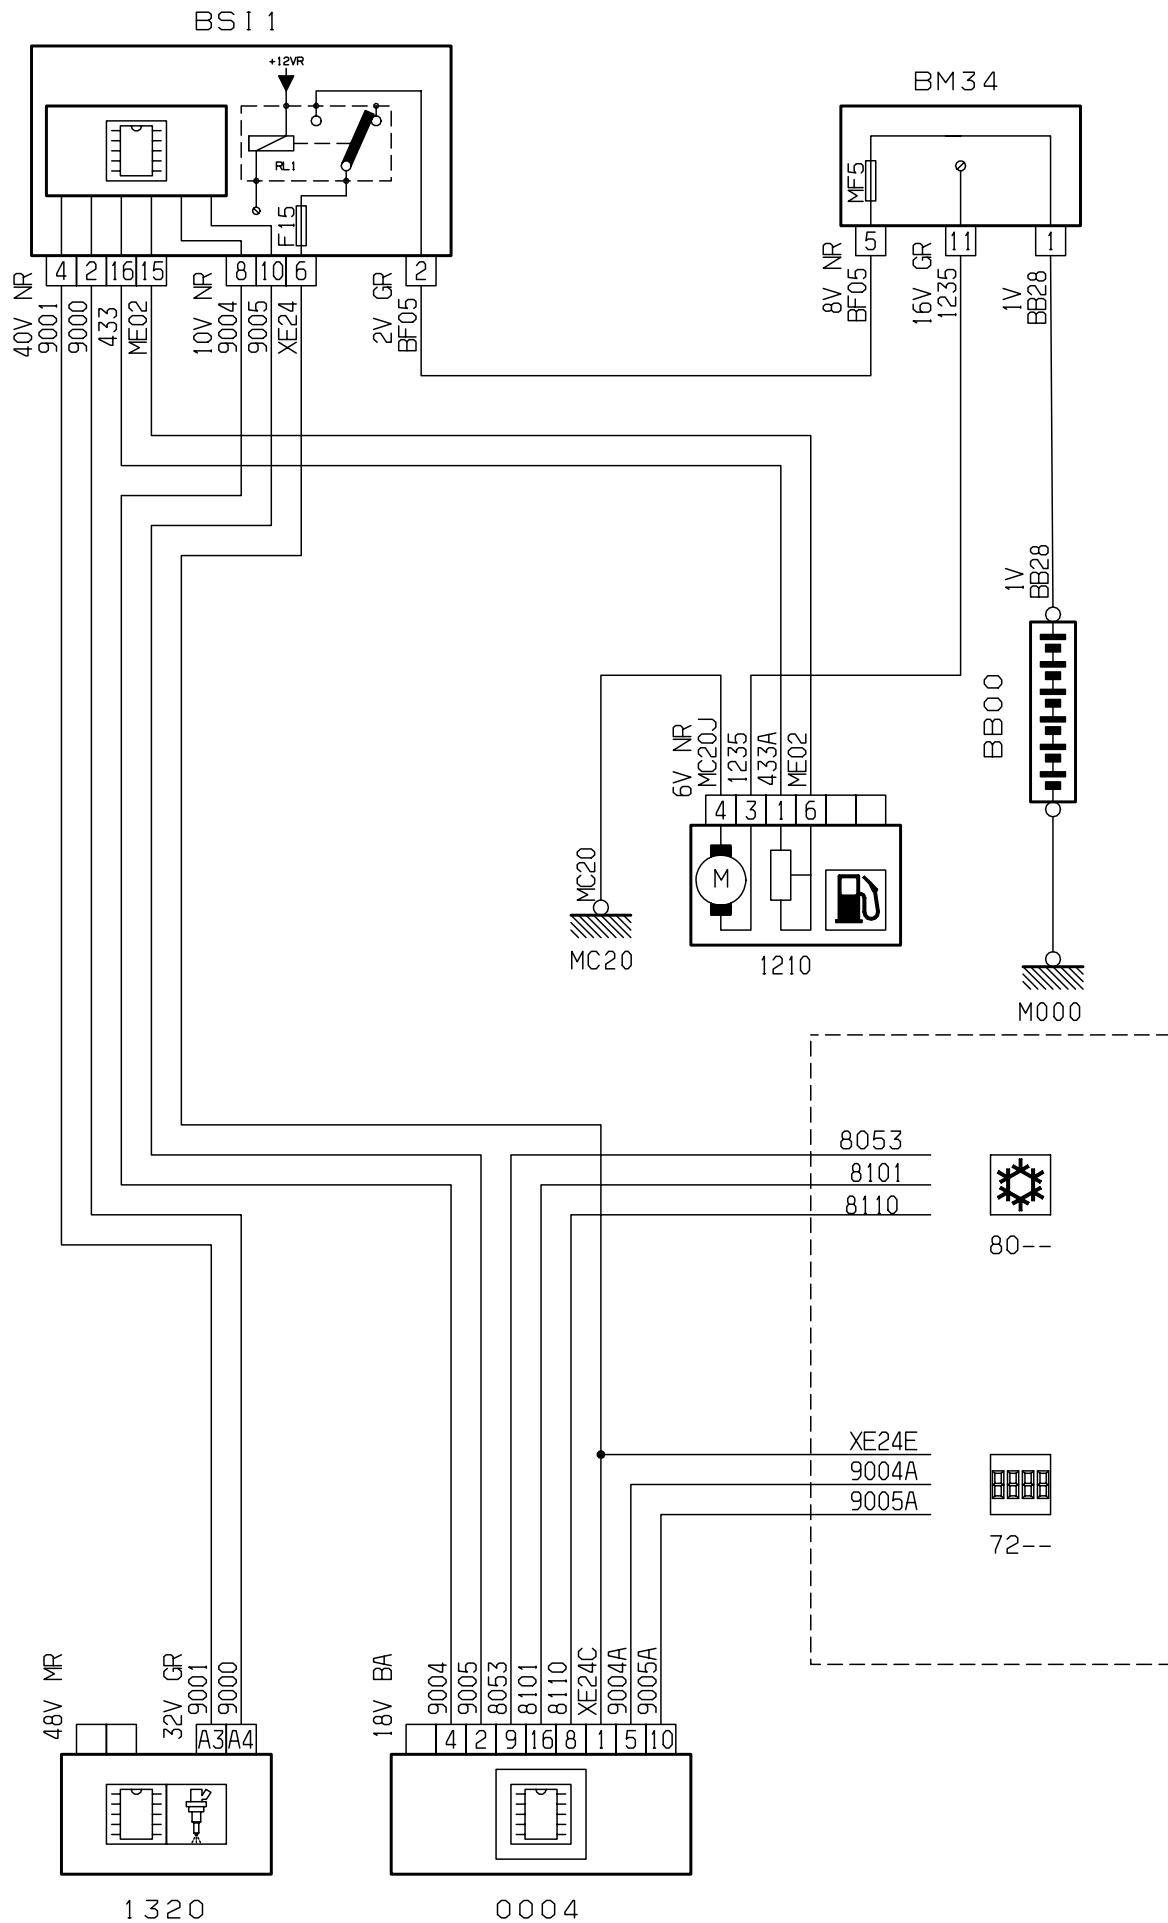 BSI1
+12VR
RL1
F15
4 2 16 15 8 10 6 2
40V NR
9001
9000
433
ME02
10V NR
9004
9005
XE24
2V GR
BF05
BM34
MF5
5 11 1
8V NR
BF05
16V GR
1235
1V
BB28
1V
BB28
BB00
M000
6V NR
MC20J
1235
433A
ME02
4 3 1 6
M
1210
MC20
MC20
8053
8101
8110
80--
XE24E
9004A
9005A
72--
48V MR
32V GR
9001
9000
A3 A4
1320
18V BA
9004
9005
8053
8101
8110
XE24C
9004A
9005A
4 2 9 16 8 1 5 10
0004